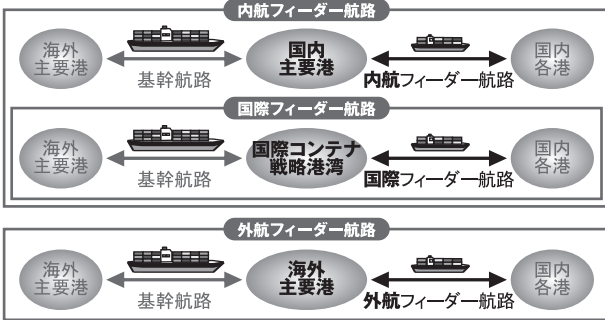 内航フィーダー航路
海外
主要港
基幹航路
国内
主要港
内航フィーダー航路
国内
各港
国際フィーダー航路
海外
主要港
基幹航路
国際コンテナ
戦略港湾
国際フィーダー航路
国内
各港
外航フィーダー航路
海外
主要港
基幹航路
海外
主要港
外航フィーダー航路
国内
各港